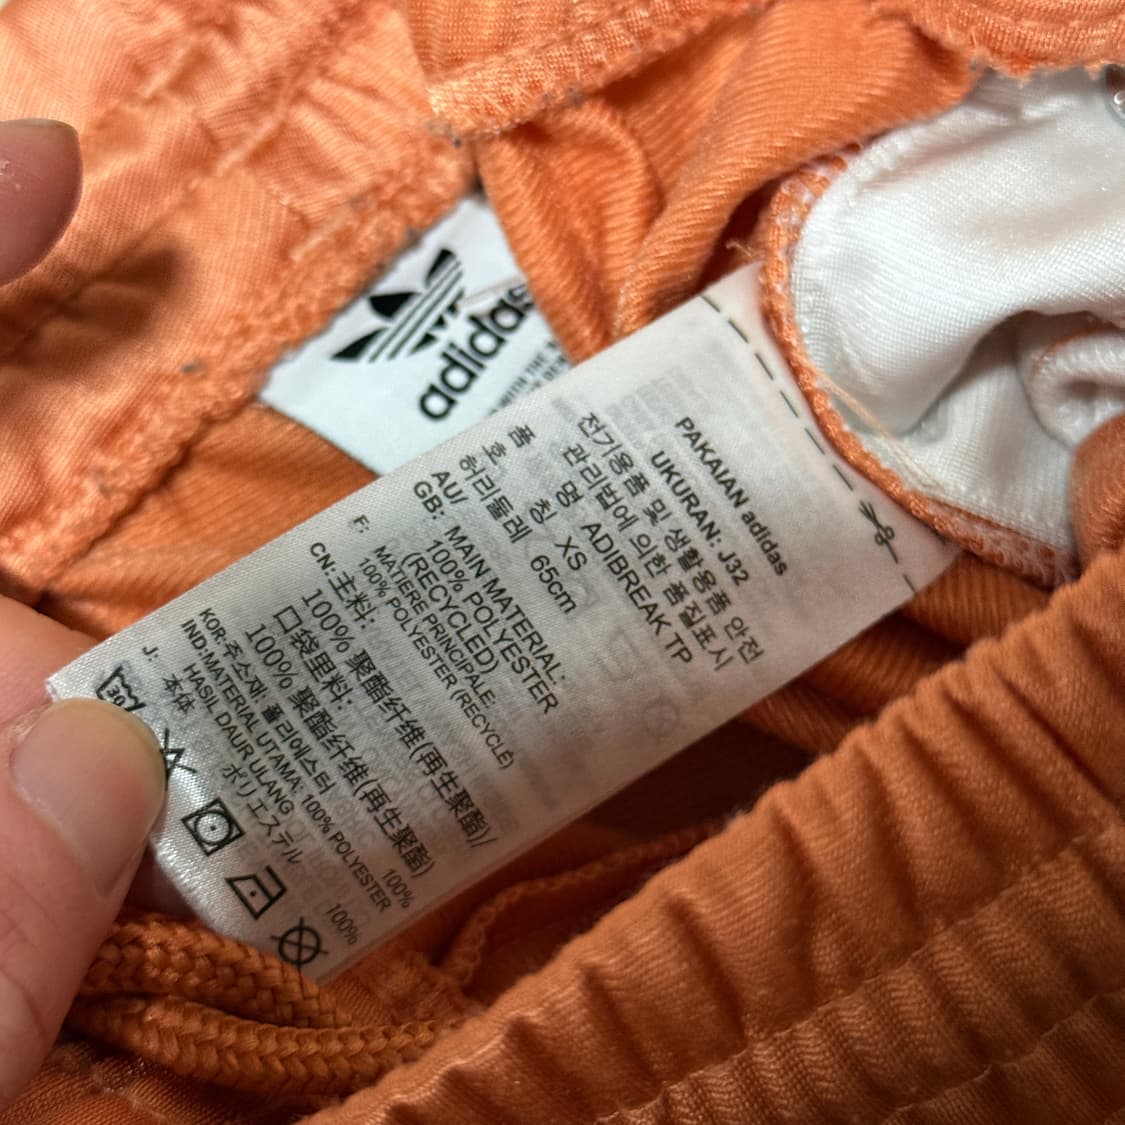 adidas
PAKAIAN adidas
UKURAN: J32
전기용품 및 생활용품 안전
관리법에 의한 품질표시
품 명 칭 ADIBREAK TP
호 XS
허리둘레 65cm
AU/
GB: MAIN MATERIAL:
100% POLYESTER
(RECYCLED)
F: MATIERE PRINCIPALE:
100% POLYESTER (RECYCLÉ)
CN: 主料:
100% 聚酯纤维(再生聚酯)/
口袋里料:
100% 聚酯纤维(再生聚酯)
KOR: 주소재: 폴리에스터 100%
IND: MATERIAL UTAMA: 100% POLYESTER
HASIL DAUR ULANG
J: 本体 ポリエステル 100%
30